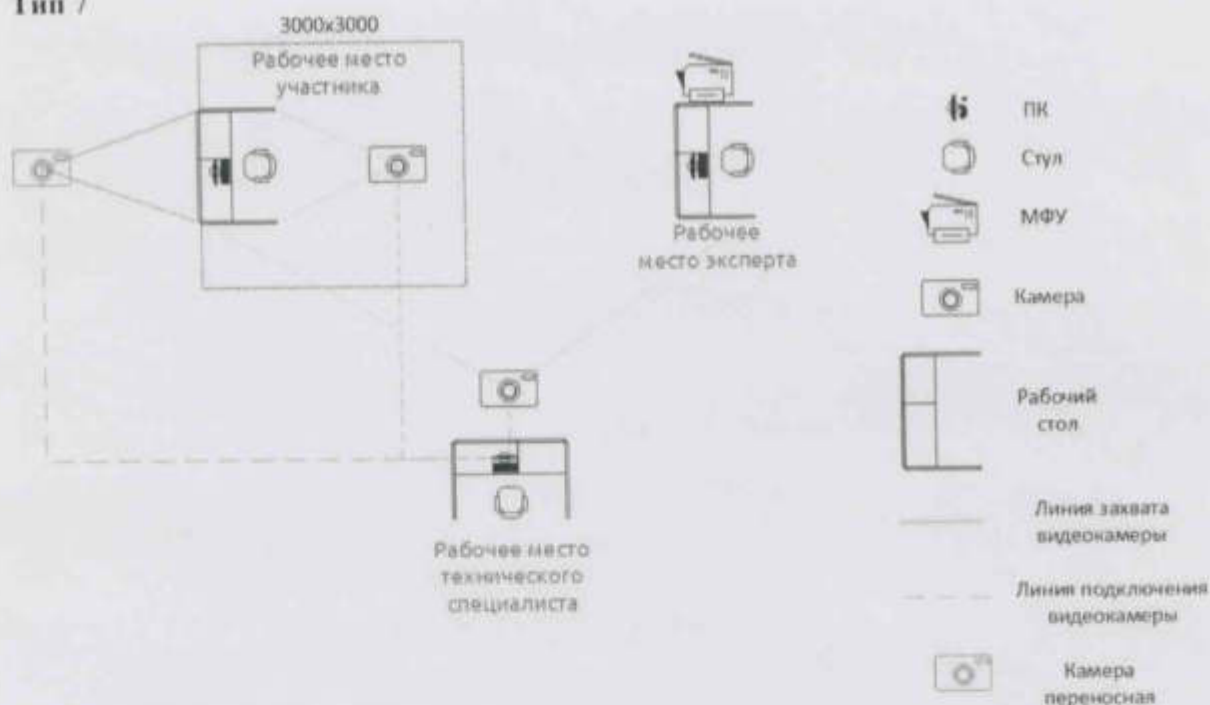 Тип 7
3000х3000
Рабочее место
участника
Рабочее
место эксперта
Рабочее место
технического
специалиста
ПК
Стул
МФУ
Камера
Рабочий
стол
Линия захвата
видеокамеры
Линия подключения
видеокамеры
Камера
переносная